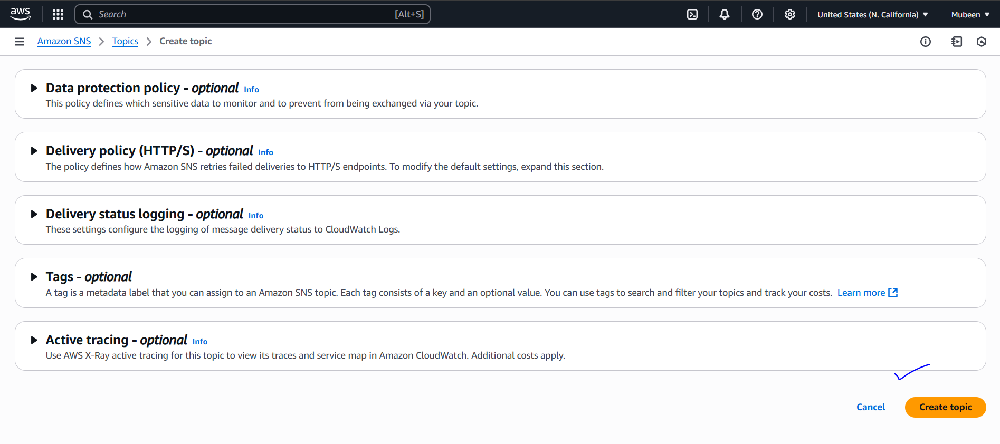 aws
Search [Alt+S]
United States (N. California)
Mubeen
Amazon SNS
Topics
Create topic
Data protection policy - optional Info
This policy defines which sensitive data to monitor and to prevent from being exchanged via your topic.
Delivery policy (HTTP/S) - optional Info
The policy defines how Amazon SNS retries failed deliveries to HTTP/S endpoints. To modify the default settings, expand this section.
Delivery status logging - optional Info
These settings configure the logging of message delivery status to CloudWatch Logs.
Tags - optional
A tag is a metadata label that you can assign to an Amazon SNS topic. Each tag consists of a key and an optional value. You can use tags to search and filter your topics and track your costs. Learn more
Active tracing - optional Info
Use AWS X-Ray active tracing for this topic to view its traces and service map in Amazon CloudWatch. Additional costs apply.
Cancel
Create topic